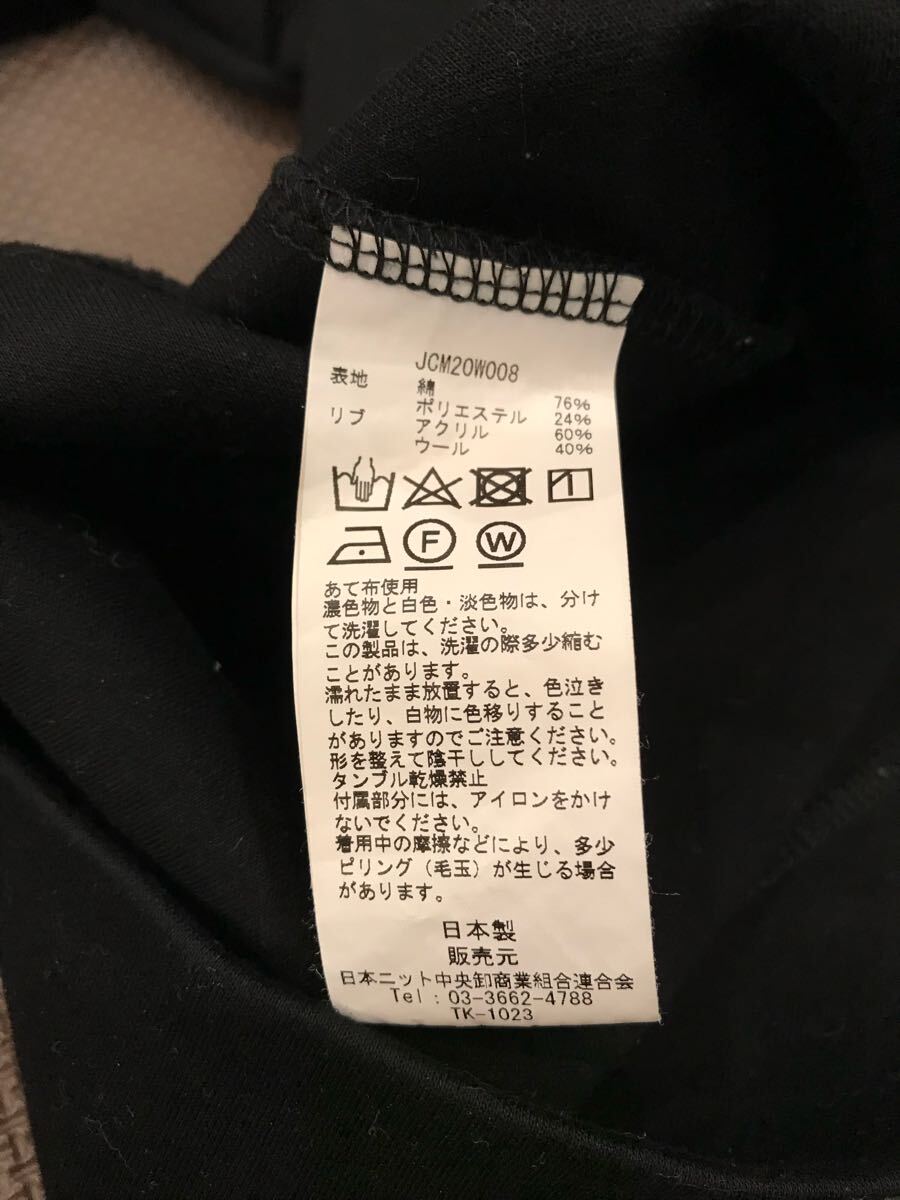 JCM20W008
表地 綿 76%
ポリエステル 24%
リブ アクリル 60%
ウール 40%
F W
あて布使用
濃色物と白色・淡色物は、分け
て洗濯してください。
この製品は、洗濯の際多少縮む
ことがあります。
濡れたまま放置すると、色泣き
したり、白物に色移りすること
がありますのでご注意ください。
形を整えて陰干ししてください。
タンブル乾燥禁止
付属部分には、アイロンをかけ
ないでください。
着用中の摩擦などにより、多少
ピリング(毛玉)が生じる場合
があります。
日本製
販売元
日本ニット中央卸商業組合連合会
Tel : 03-3662-4788
TK-1023